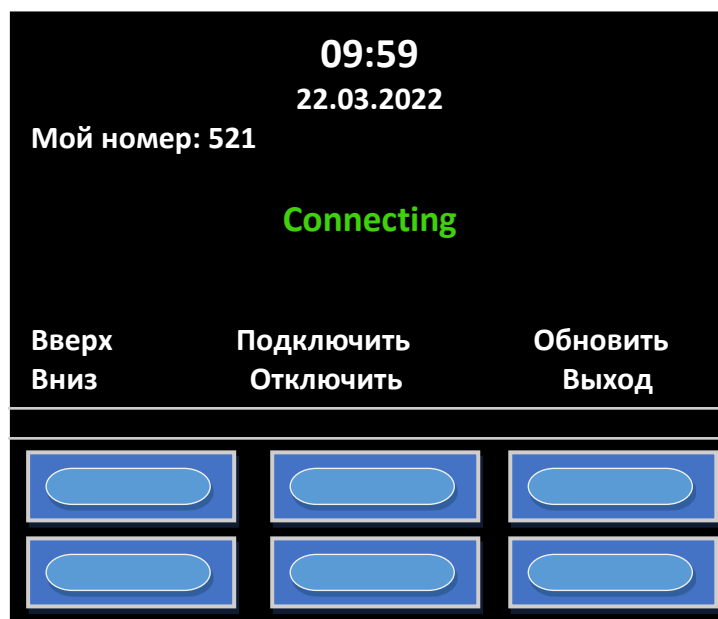 09:59
22.03.2022
Мой номер: 521
Connecting
Вверх Подключить Обновить
Вниз Отключить Выход